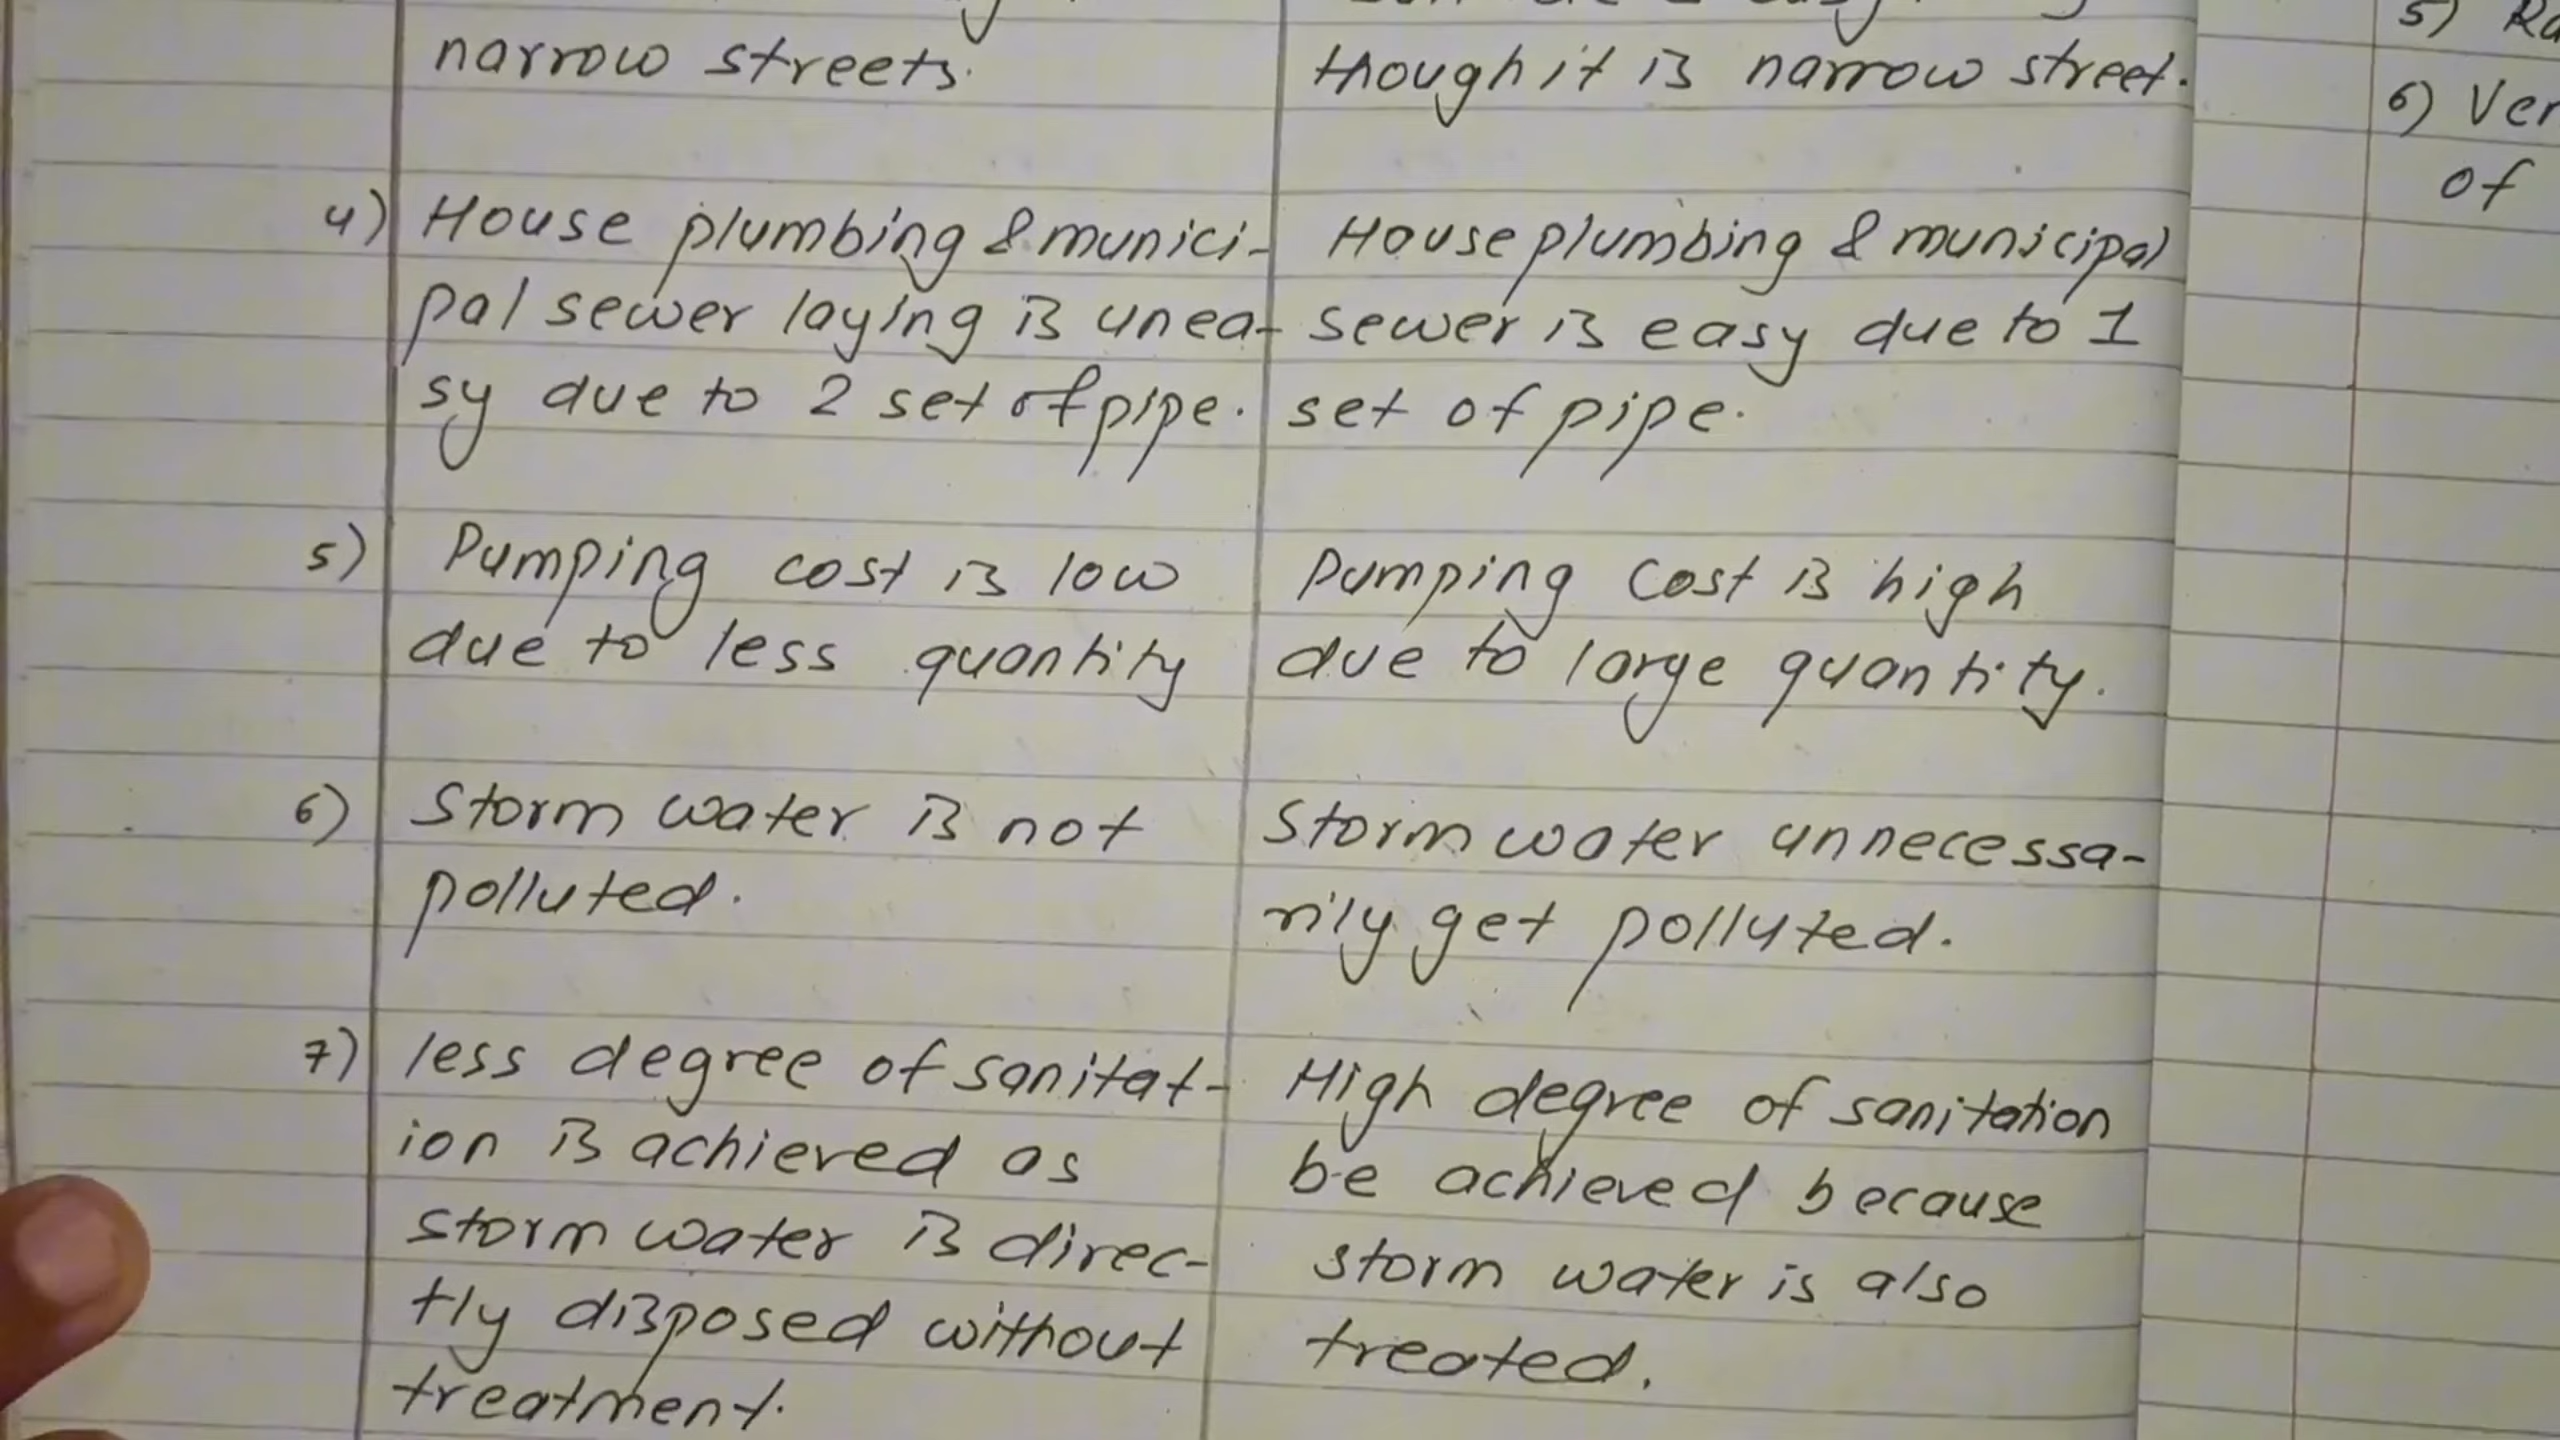 narrow streets.
though it is narrow street.
4) House plumbing & munici-
pal sewer laying is unea-
sy due to 2 set of pipe.
House plumbing & municipal
sewer is easy due to 1
set of pipe.
5) Pumping cost is low
due to less quantity
Pumping cost is high
due to large quantity.
6) Storm water is not
polluted.
Storm water unnecessa-
rily get polluted.
7) less degree of sanitat-
ion is achieved as
storm water is direc-
tly disposed without
treatment.
High degree of sanitation
be achieved because
storm water is also
treated.
5)
6)
of